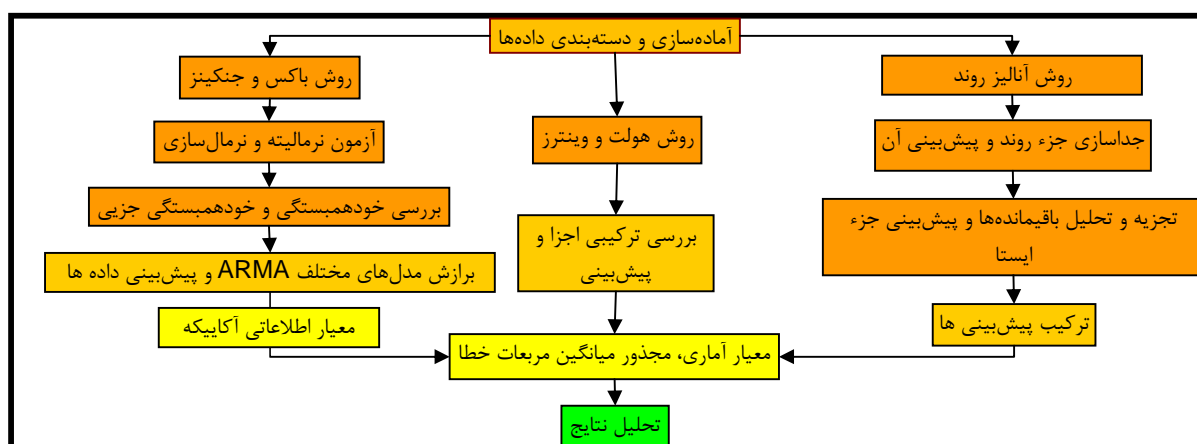 آماده‌سازی و دسته‌بندی داده‌ها
روش آنالیز روند
جداسازی جزء روند و پیش‌بینی آن
تجزیه و تحلیل باقیمانده‌ها و پیش‌بینی جزء
ایستا
ترکیب پیش‌بینی ها
روش هولت و وینترز
بررسی ترکیبی اجزا و
پیش‌بینی
روش باکس و جنکینز
آزمون نرمالیته و نرمال‌سازی
بررسی خودهمبستگی و خودهمبستگی جزیی
برازش مدل‌های مختلف ARMA و پیش‌بینی داده ها
معیار اطلاعاتی آکاییکه
معیار آماری، مجذور میانگین مربعات خطا
تحلیل نتایج